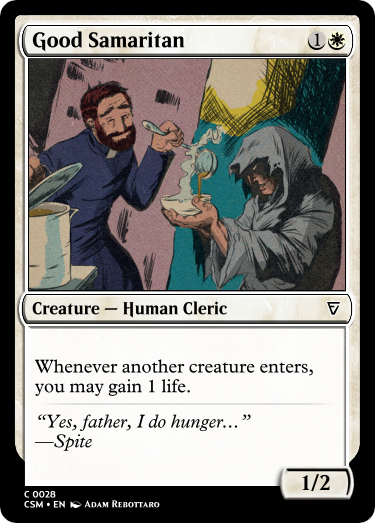 Good Samaritan 1
Creature — Human Cleric
Whenever another creature enters,
you may gain 1 life.
“Yes, father, I do hunger…”
—Spite
1/2
C 0028
CSM • EN Adam Rebottaro